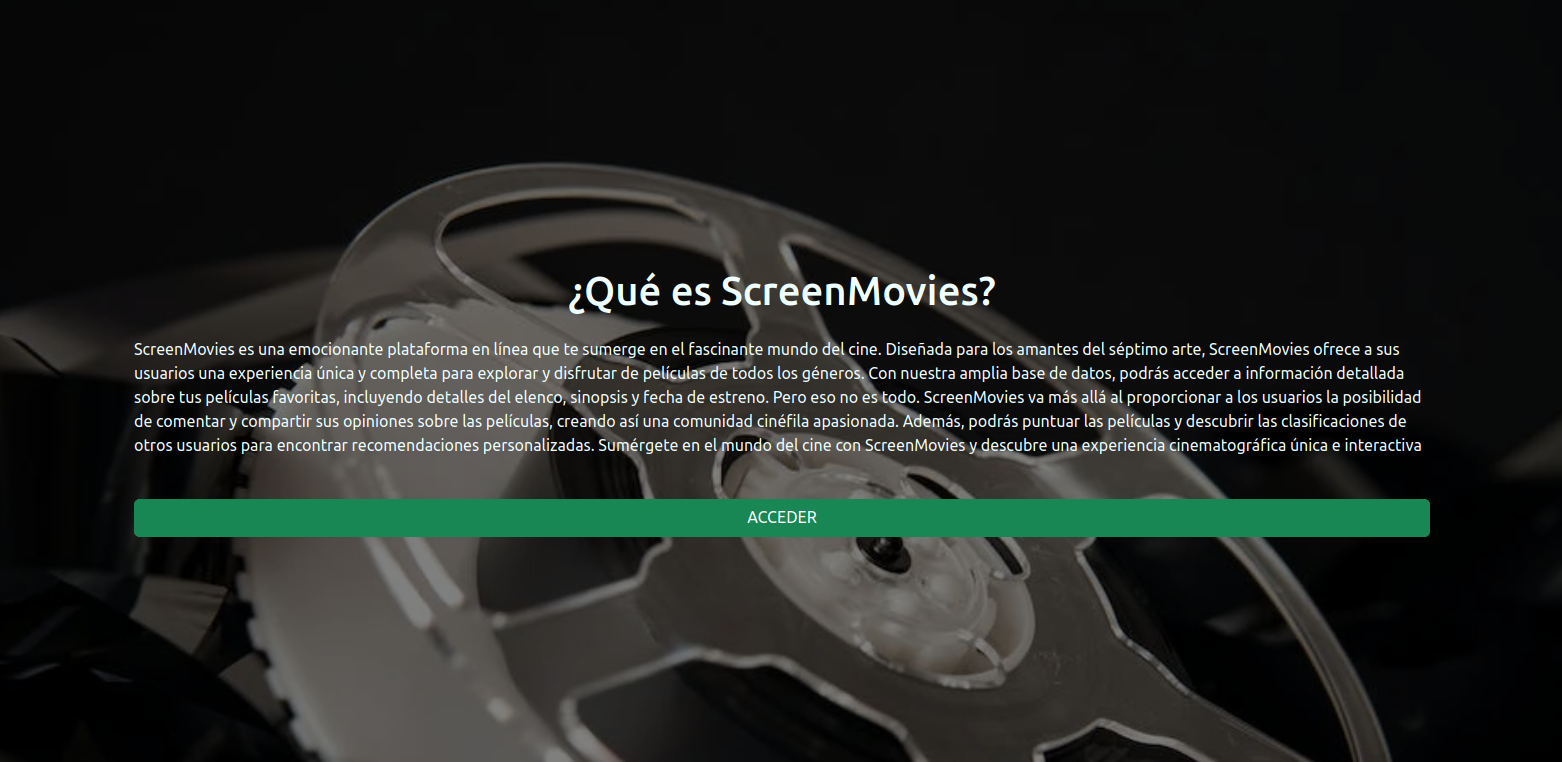 ¿Qué es ScreenMovies?
ScreenMovies es una emocionante plataforma en línea que te sumerge en el fascinante mundo del cine. Diseñada para los amantes del séptimo arte, ScreenMovies ofrece a sus
usuarios una experiencia única y completa para explorar y disfrutar de películas de todos los géneros. Con nuestra amplia base de datos, podrás acceder a información detallada
sobre tus películas favoritas, incluyendo detalles del elenco, sinopsis y fecha de estreno. Pero eso no es todo. ScreenMovies va más allá al proporcionar a los usuarios la posibilidad
de comentar y compartir sus opiniones sobre las películas, creando así una comunidad cinéfila apasionada. Además, podrás puntuar las películas y descubrir las clasificaciones de
otros usuarios para encontrar recomendaciones personalizadas. Sumérgete en el mundo del cine con ScreenMovies y descubre una experiencia cinematográfica única e interactiva
ACCEDER